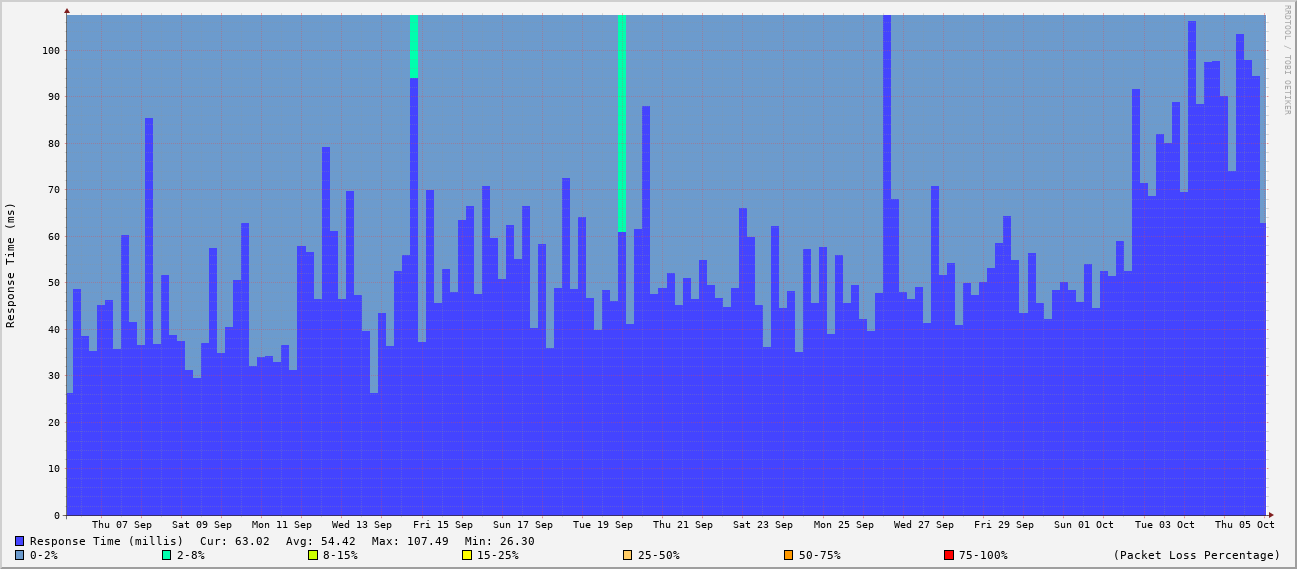 RRDTOOL / TOBI OETIKER
Response Time (ms)
100
90
80
70
60
50
40
30
20
10
0
Thu 07 Sep Sat 09 Sep Mon 11 Sep Wed 13 Sep Fri 15 Sep Sun 17 Sep Tue 19 Sep Thu 21 Sep Sat 23 Sep Mon 25 Sep Wed 27 Sep Fri 29 Sep Sun 01 Oct Tue 03 Oct Thu 05 Oct
Response Time (millis) Cur: 63.02 Avg: 54.42 Max: 107.49 Min: 26.30
0-2% 2-8% 8-15% 15-25% 25-50% 50-75% 75-100% (Packet Loss Percentage)